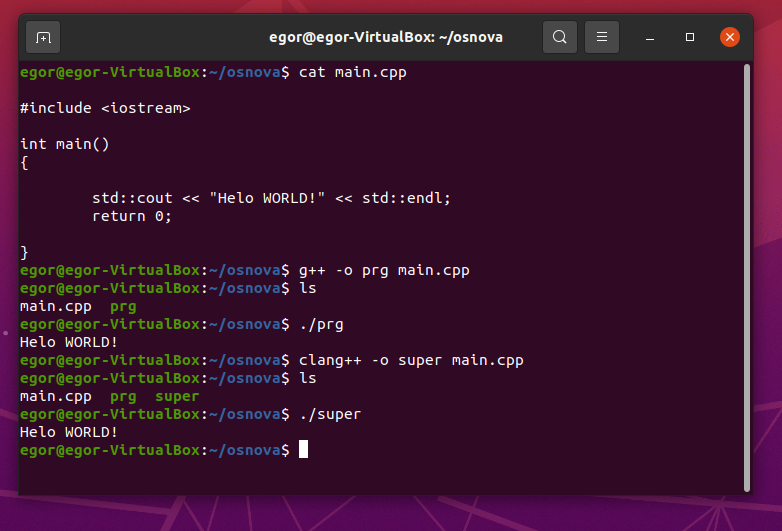 egor@egor-VirtualBox: ~/osnova
egor@egor-VirtualBox:~/osnova$ cat main.cpp
#include <iostream>
int main()
{
std::cout << "Helo WORLD!" << std::endl;
return 0;
}
egor@egor-VirtualBox:~/osnova$ g++ -o prg main.cpp
egor@egor-VirtualBox:~/osnova$ ls
main.cpp prg
egor@egor-VirtualBox:~/osnova$ ./prg
Helo WORLD!
egor@egor-VirtualBox:~/osnova$ clang++ -o super main.cpp
egor@egor-VirtualBox:~/osnova$ ls
main.cpp prg super
egor@egor-VirtualBox:~/osnova$ ./super
Helo WORLD!
egor@egor-VirtualBox:~/osnova$